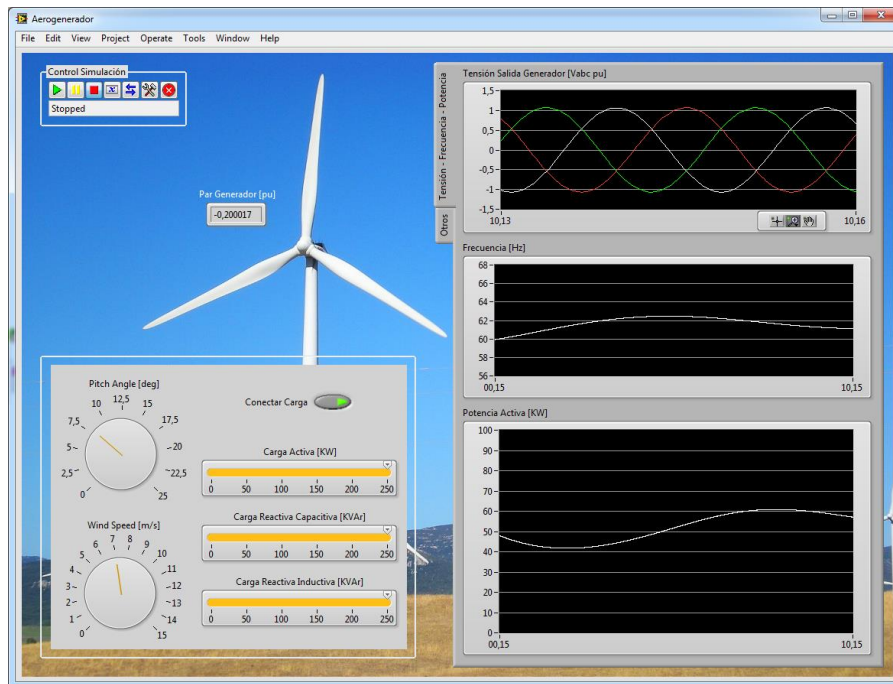 Aerogenerador
File Edit View Project Operate Tools Window Help
Control Simulación
Stopped
Par Generador [pu]
-0,200017
Pitch Angle [deg]
0 2,5 5 7,5 10 12,5 15 17,5 20 22,5 25
Wind Speed [m/s]
0 1 2 3 4 5 6 7 8 9 10 11 12 13 14 15
Conectar Carga
Carga Activa [KW]
0 50 100 150 200 250
Carga Reactiva Capacitiva [KVAr]
0 50 100 150 200 250
Carga Reactiva Inductiva [KVAr]
0 50 100 150 200 250
Tensión - Frecuencia - Potencia
Otros
Tensión Salida Generador [Vabc pu]
1,5
1
0,5
0
-0,5
-1
-1,5
10,13 10,16
Frecuencia [Hz]
68
66
64
62
60
58
56
00,15 10,15
Potencia Activa [KW]
100
90
80
70
60
50
40
30
20
10
0
00,15 10,15